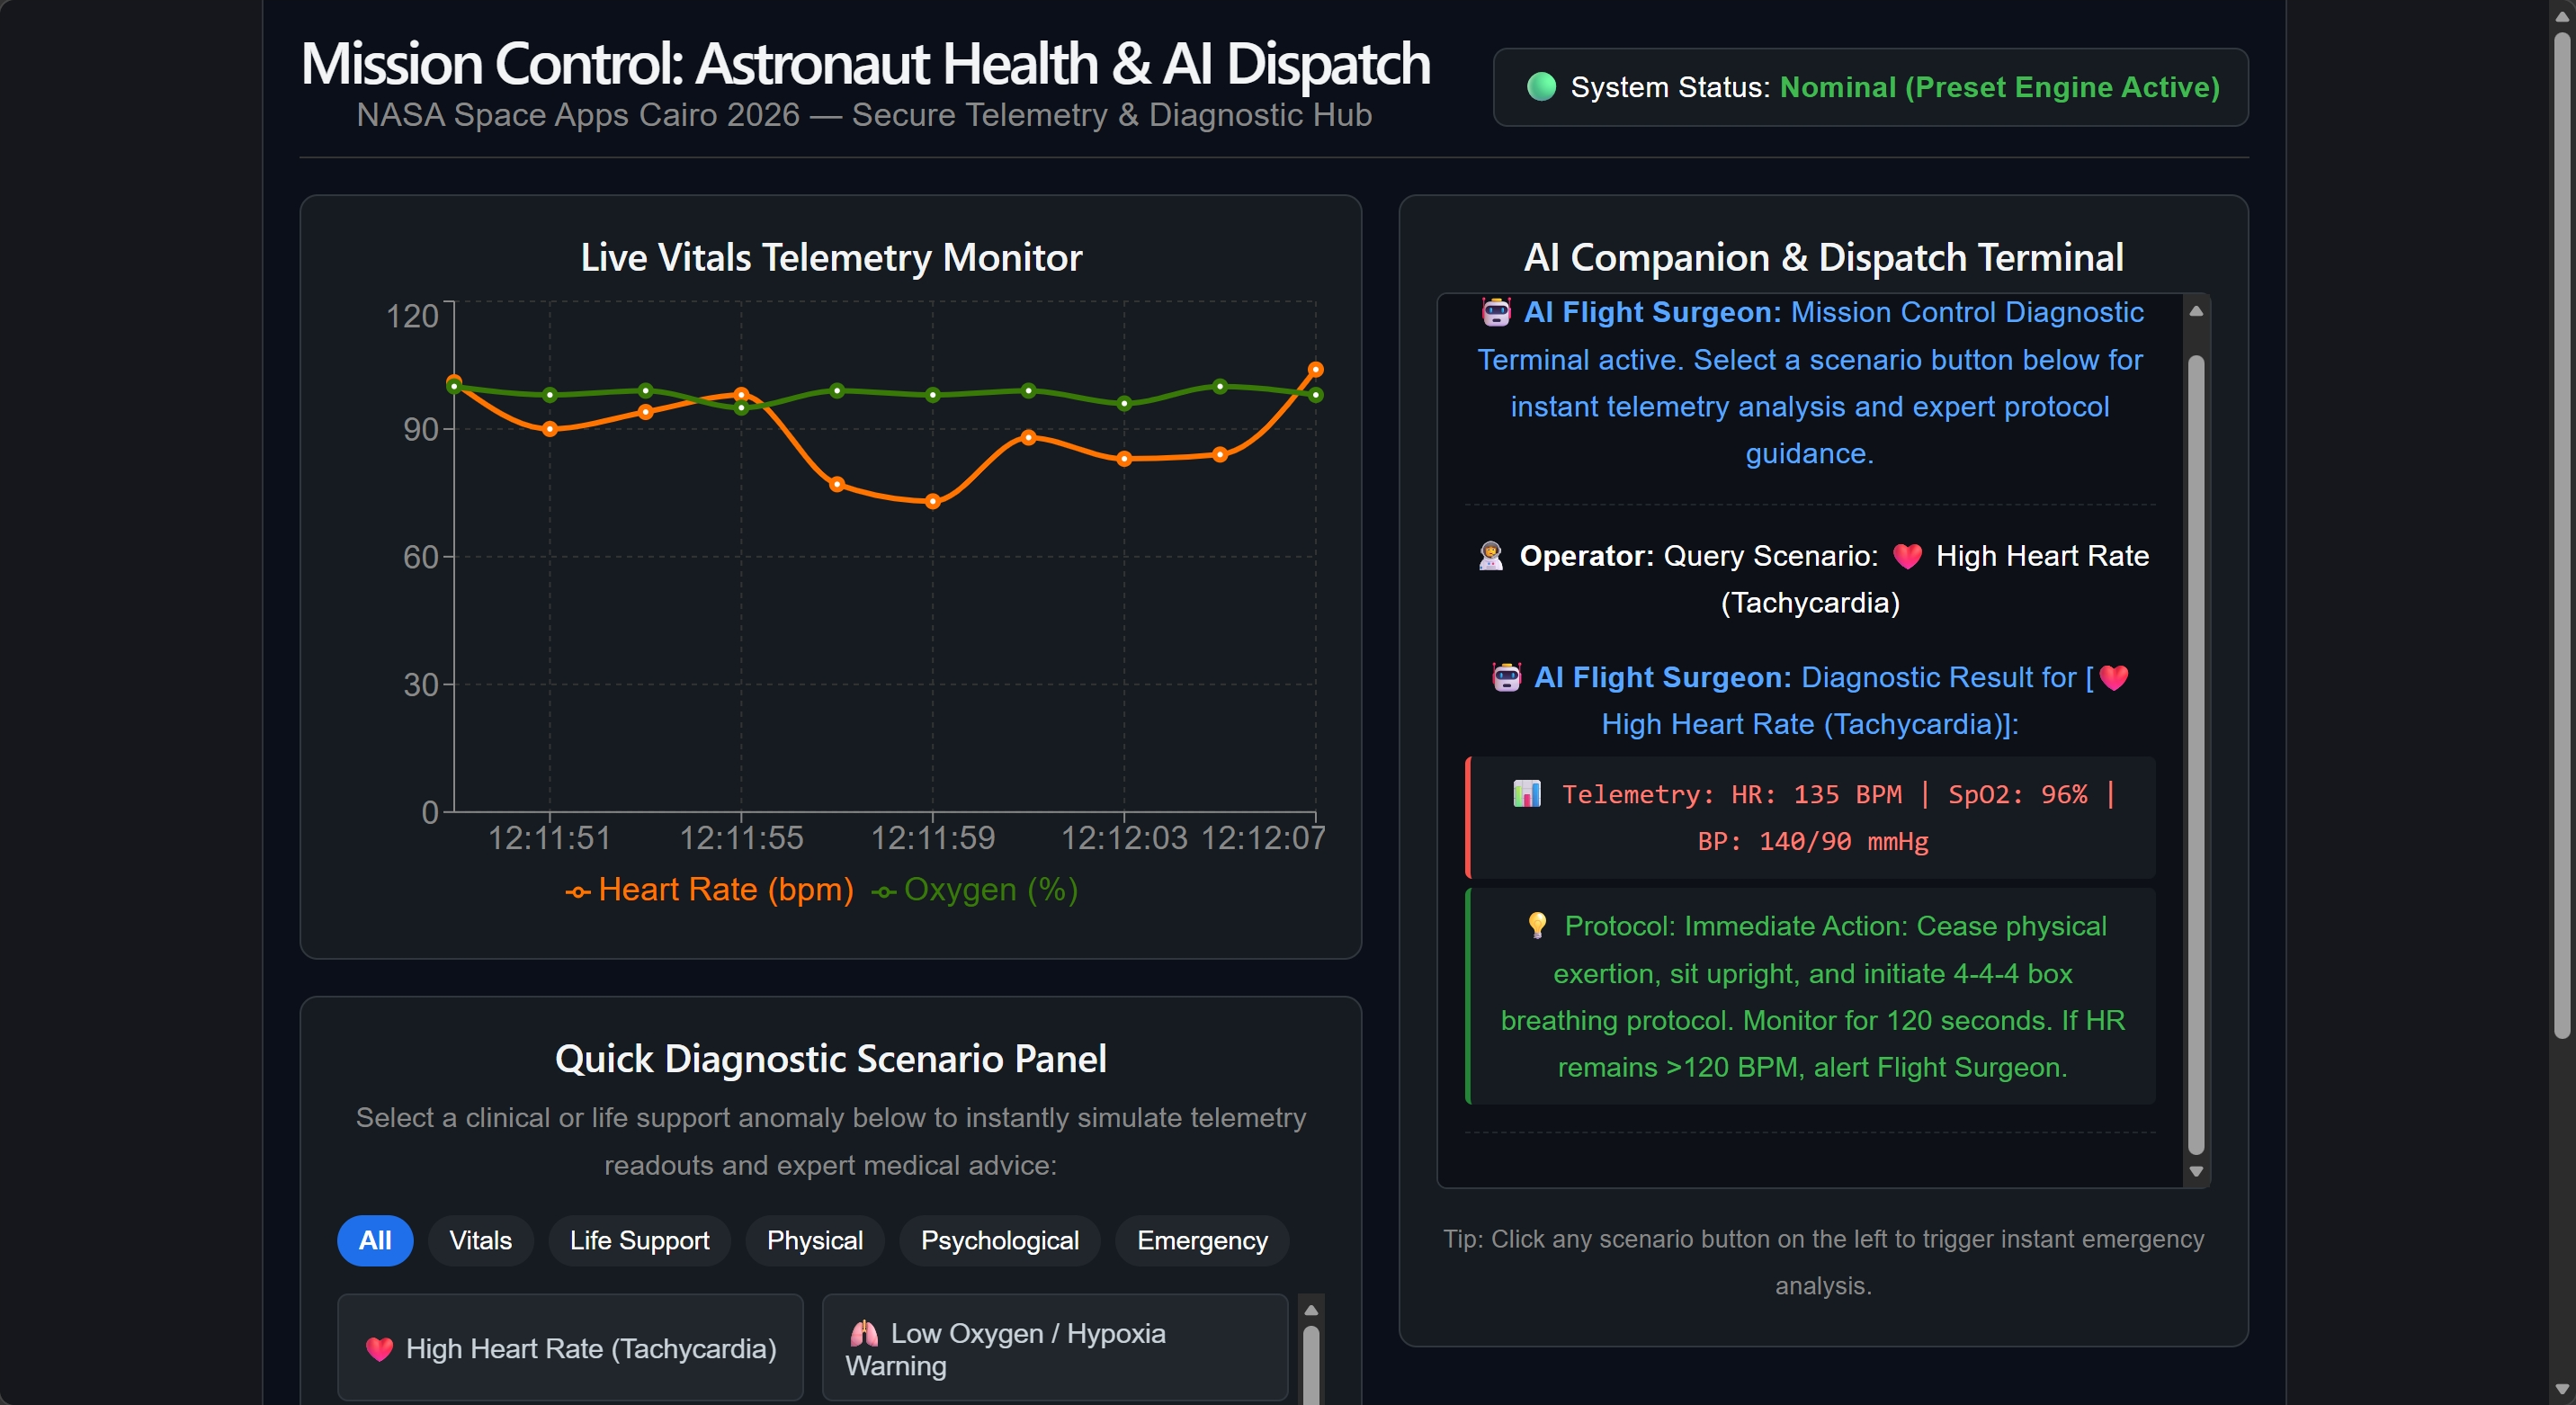 Mission Control: Astronaut Health & AI Dispatch
NASA Space Apps Cairo 2026 — Secure Telemetry & Diagnostic Hub
System Status: Nominal (Preset Engine Active)
Live Vitals Telemetry Monitor
120
90
60
30
0
12:11:51
12:11:55
12:11:59
12:12:03
12:12:07
Heart Rate (bpm)
Oxygen (%)
Quick Diagnostic Scenario Panel
Select a clinical or life support anomaly below to instantly simulate telemetry
readouts and expert medical advice:
All
Vitals
Life Support
Physical
Psychological
Emergency
High Heart Rate (Tachycardia)
Low Oxygen / Hypoxia
Warning
AI Companion & Dispatch Terminal
AI Flight Surgeon: Mission Control Diagnostic
Terminal active. Select a scenario button below for
instant telemetry analysis and expert protocol
guidance.
Operator: Query Scenario: ❤️ High Heart Rate
(Tachycardia)
AI Flight Surgeon: Diagnostic Result for [❤️
High Heart Rate (Tachycardia)]:
Telemetry: HR: 135 BPM | SpO2: 96% |
BP: 140/90 mmHg
Protocol: Immediate Action: Cease physical
exertion, sit upright, and initiate 4-4-4 box
breathing protocol. Monitor for 120 seconds. If HR
remains >120 BPM, alert Flight Surgeon.
Tip: Click any scenario button on the left to trigger instant emergency
analysis.